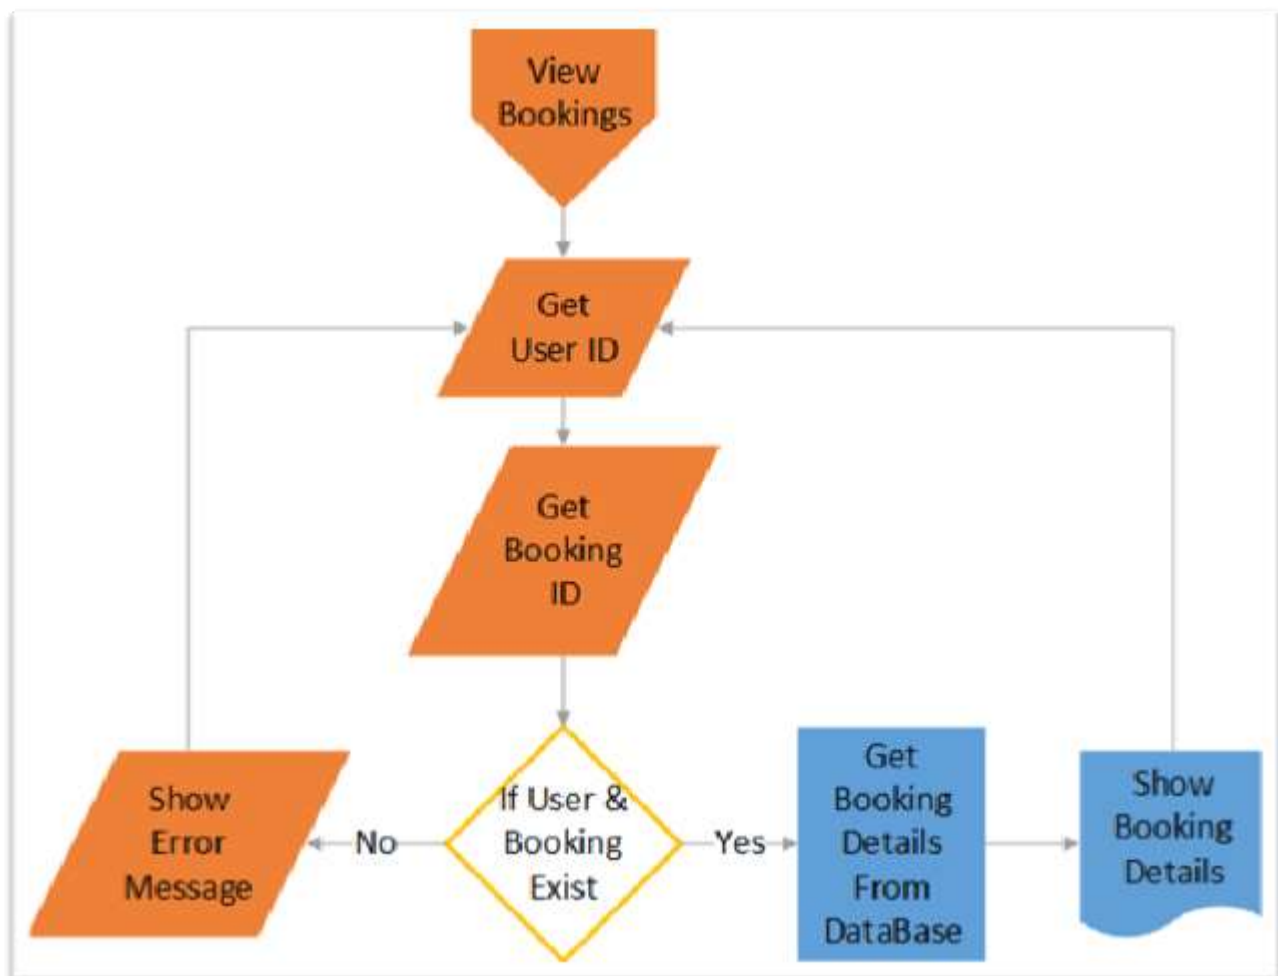 View
Bookings
Get
User ID
Get
Booking
ID
If User &
Booking
Exist
No
Yes
Show
Error
Message
Get
Booking
Details
From
DataBase
Show
Booking
Details